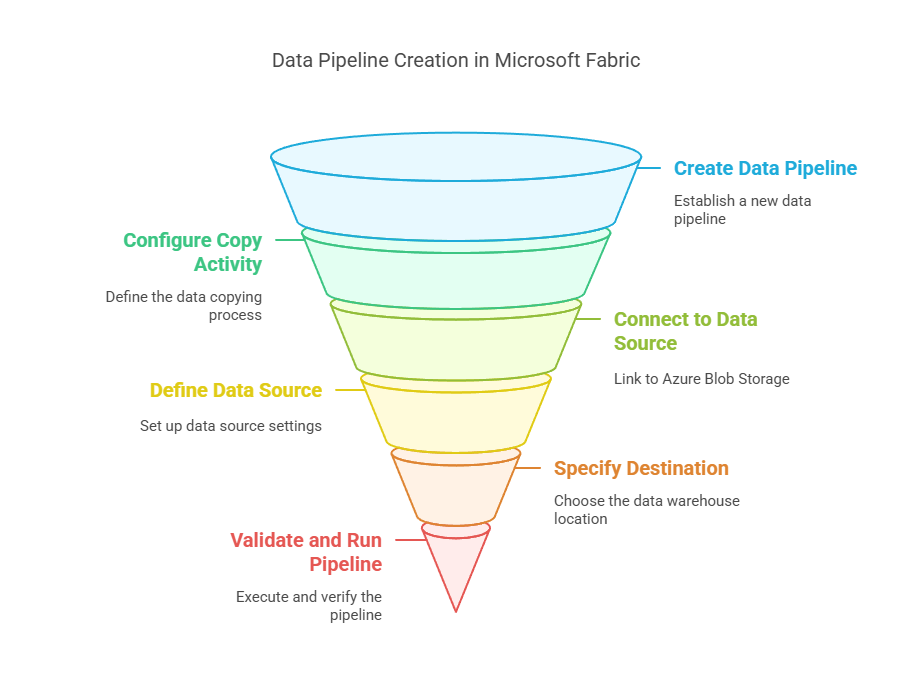 Data Pipeline Creation in Microsoft Fabric
Create Data Pipeline
Establish a new data
pipeline
Configure Copy
Activity
Define the data copying
process
Connect to Data
Source
Link to Azure Blob Storage
Define Data Source
Set up data source settings
Specify Destination
Choose the data warehouse
location
Validate and Run
Pipeline
Execute and verify the
pipeline